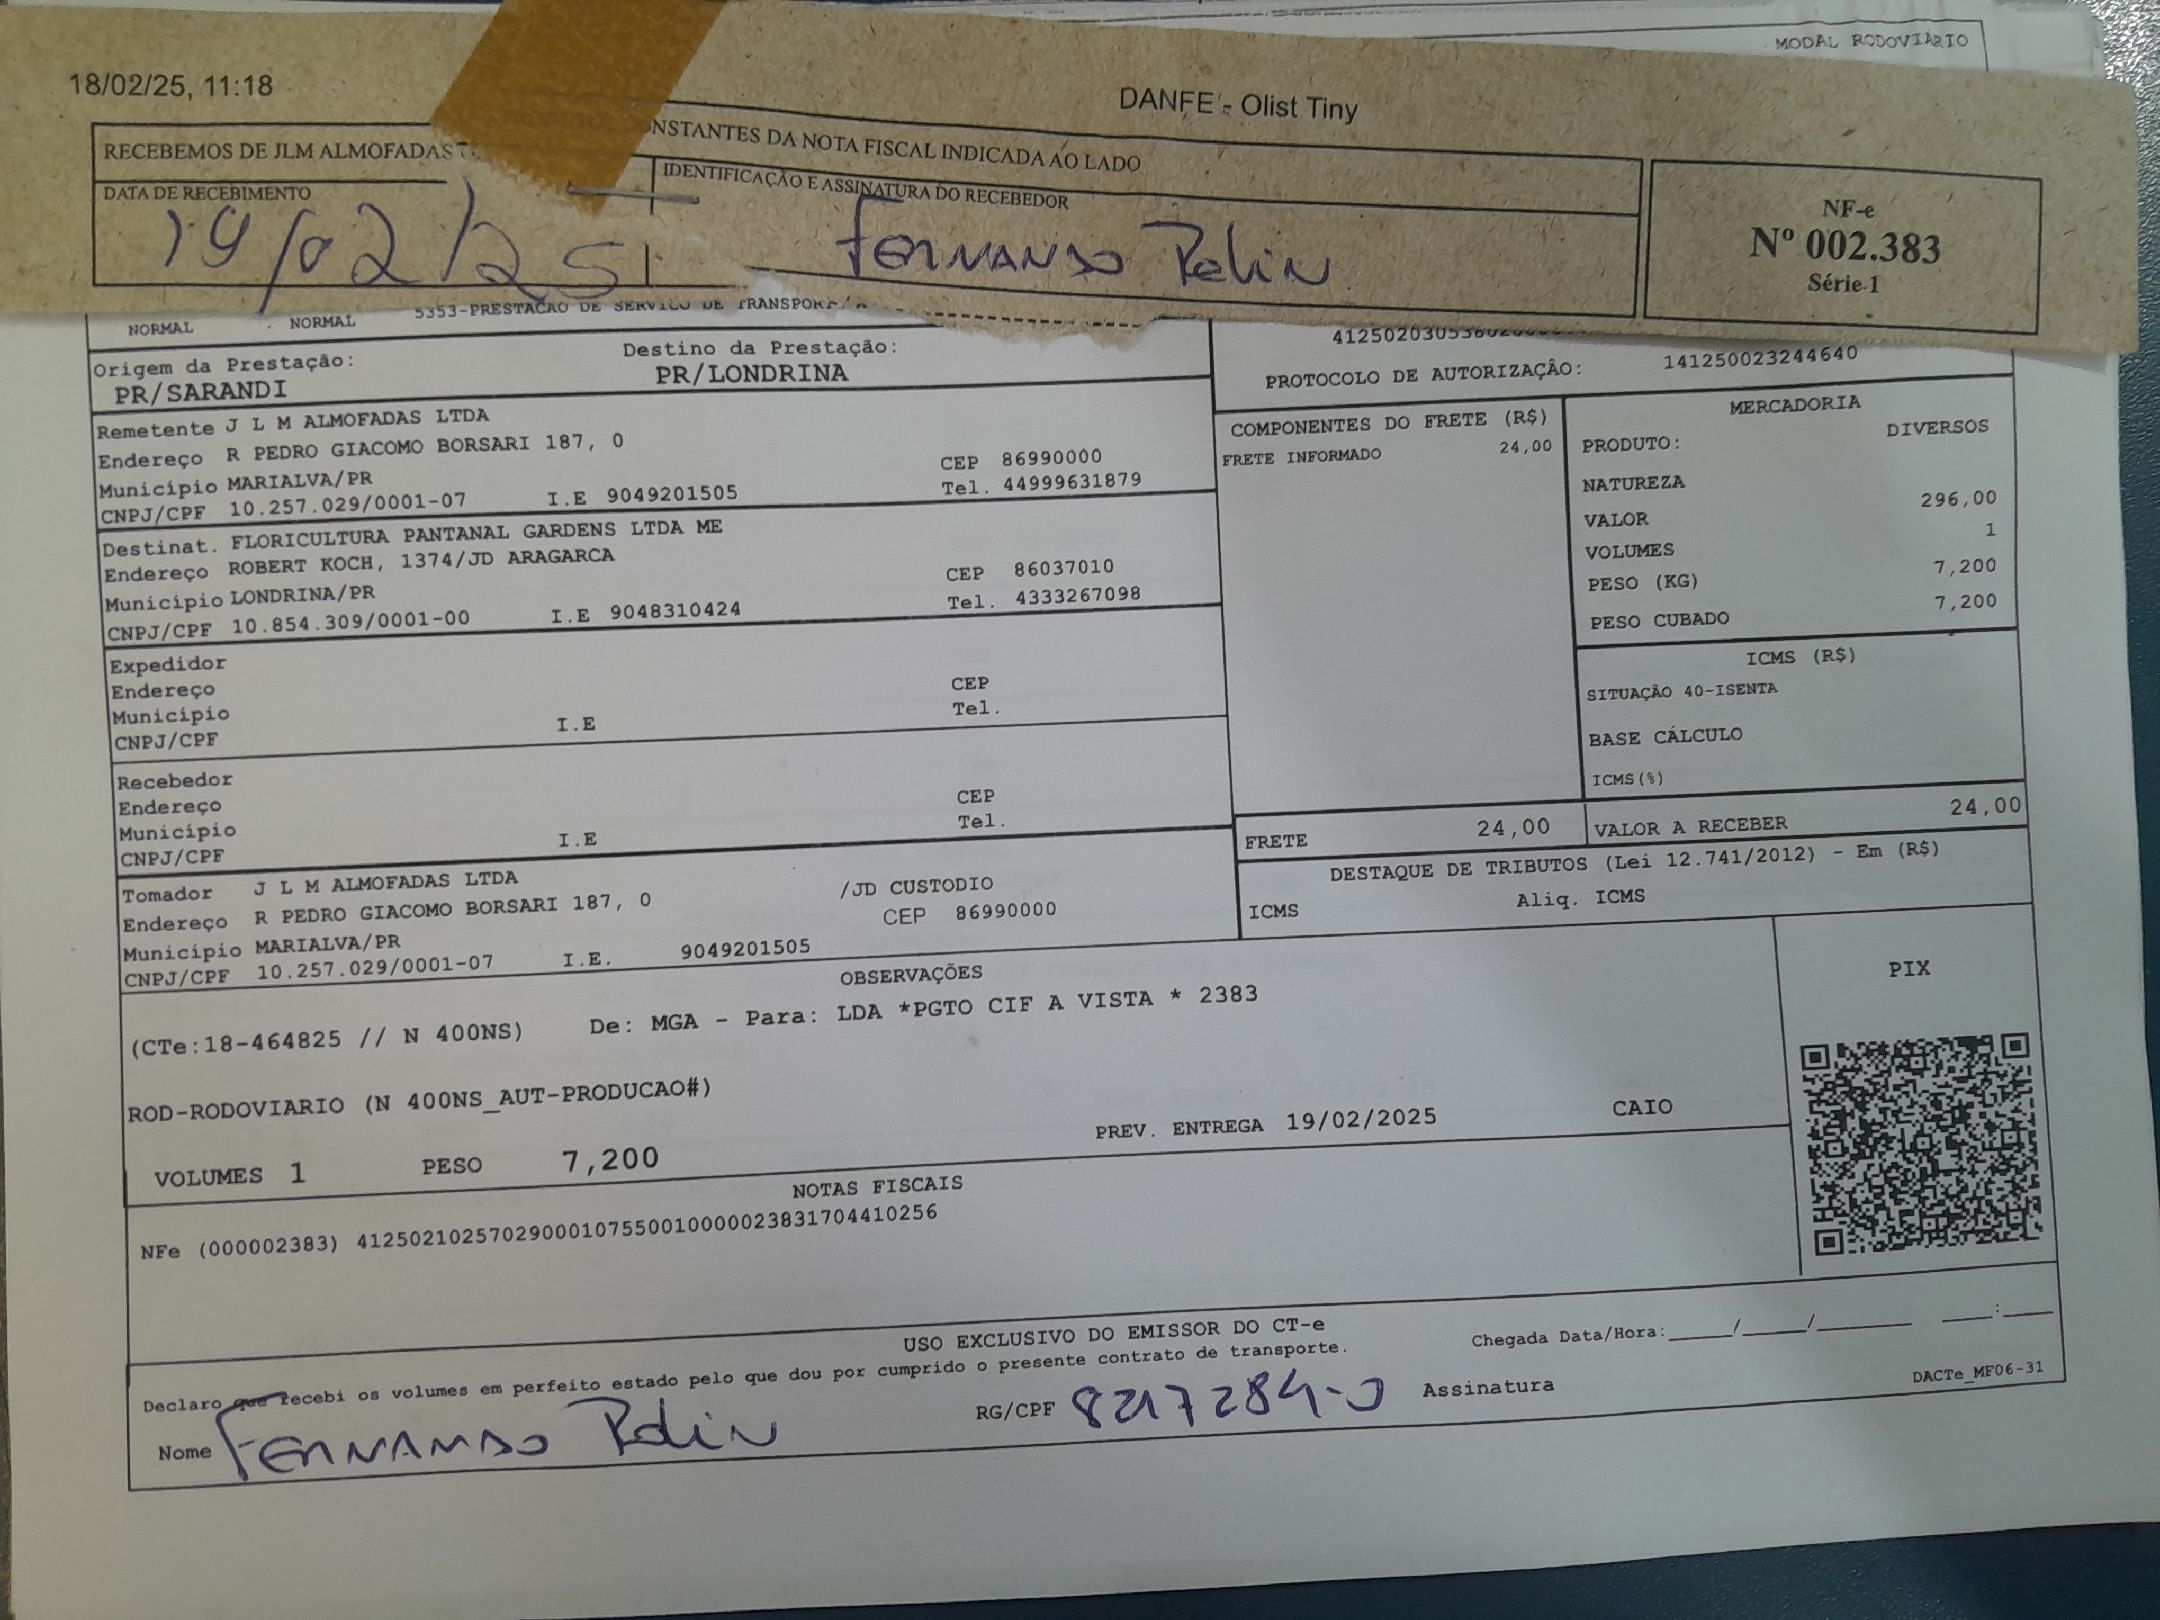 MODAL RODOVIÁRIO
18/02/25, 11:18
DANFE - Olist Tiny
RECEBEMOS DE JLM ALMOFADAS
NSTANTES DA NOTA FISCAL INDICADA AO LADO
DATA DE RECEBIMENTO
IDENTIFICAÇÃO E ASSINATURA DO RECEBEDOR
19/02/25
FERNANDO
NF-e
Nº 002.383
Série 1
NORMAL NORMAL 5353-PRESTACAO DE SERVICO DE TRANSPOR
Origem da Prestação: Destino da Prestação:
PR/SARANDI PR/LONDRINA
PROTOCOLO DE AUTORIZAÇÃO: 141250023244640
Remetente J L M ALMOFADAS LTDA
Endereço R PEDRO GIACOMO BORSARI 187, 0 CEP 86990000
Município MARIALVA/PR Tel. 44999631879
CNPJ/CPF 10.257.029/0001-07 I.E 9049201505
Destinat. FLORICULTURA PANTANAL GARDENS LTDA ME
Endereço ROBERT KOCH, 1374/JD ARAGARCA CEP 86037010
Município LONDRINA/PR Tel. 4333267098
CNPJ/CPF 10.854.309/0001-00 I.E 9048310424
Expedidor
Endereço CEP
Município Tel.
CNPJ/CPF I.E
Recebedor
Endereço CEP
Município Tel.
CNPJ/CPF I.E
Tomador J L M ALMOFADAS LTDA /JD CUSTODIO
Endereço R PEDRO GIACOMO BORSARI 187, 0 CEP 86990000
Município MARIALVA/PR
CNPJ/CPF 10.257.029/0001-07 I.E. 9049201505
COMPONENTES DO FRETE (R$)
FRETE INFORMADO 24,00
MERCADORIA
PRODUTO: DIVERSOS
NATUREZA
VALOR 296,00
VOLUMES 1
PESO (KG) 7,200
PESO CUBADO 7,200
ICMS (R$)
SITUAÇÃO 40-ISENTA
BASE CÁLCULO
ICMS(%)
FRETE 24,00 VALOR A RECEBER 24,00
DESTAQUE DE TRIBUTOS (Lei 12.741/2012) - Em (R$)
ICMS Aliq. ICMS
OBSERVAÇÕES
(CTe:18-464825 // N 400NS) De: MGA - Para: LDA *PGTO CIF A VISTA * 2383
ROD-RODOVIARIO (N 400NS_AUT-PRODUCAO#)
PREV. ENTREGA 19/02/2025 CAIO
VOLUMES 1 PESO 7,200
PIX
NOTAS FISCAIS
NFe (000002383) 41250210257029000107550010000023831704410256
USO EXCLUSIVO DO EMISSOR DO CT-e
Declaro que recebi os volumes em perfeito estado pelo que dou por cumprido o presente contrato de transporte.
Chegada Data/Hora:____/____/______ ___:___
Nome FERNANDO
RG/CPF 8217284-0 Assinatura
DACTe_MF06-31